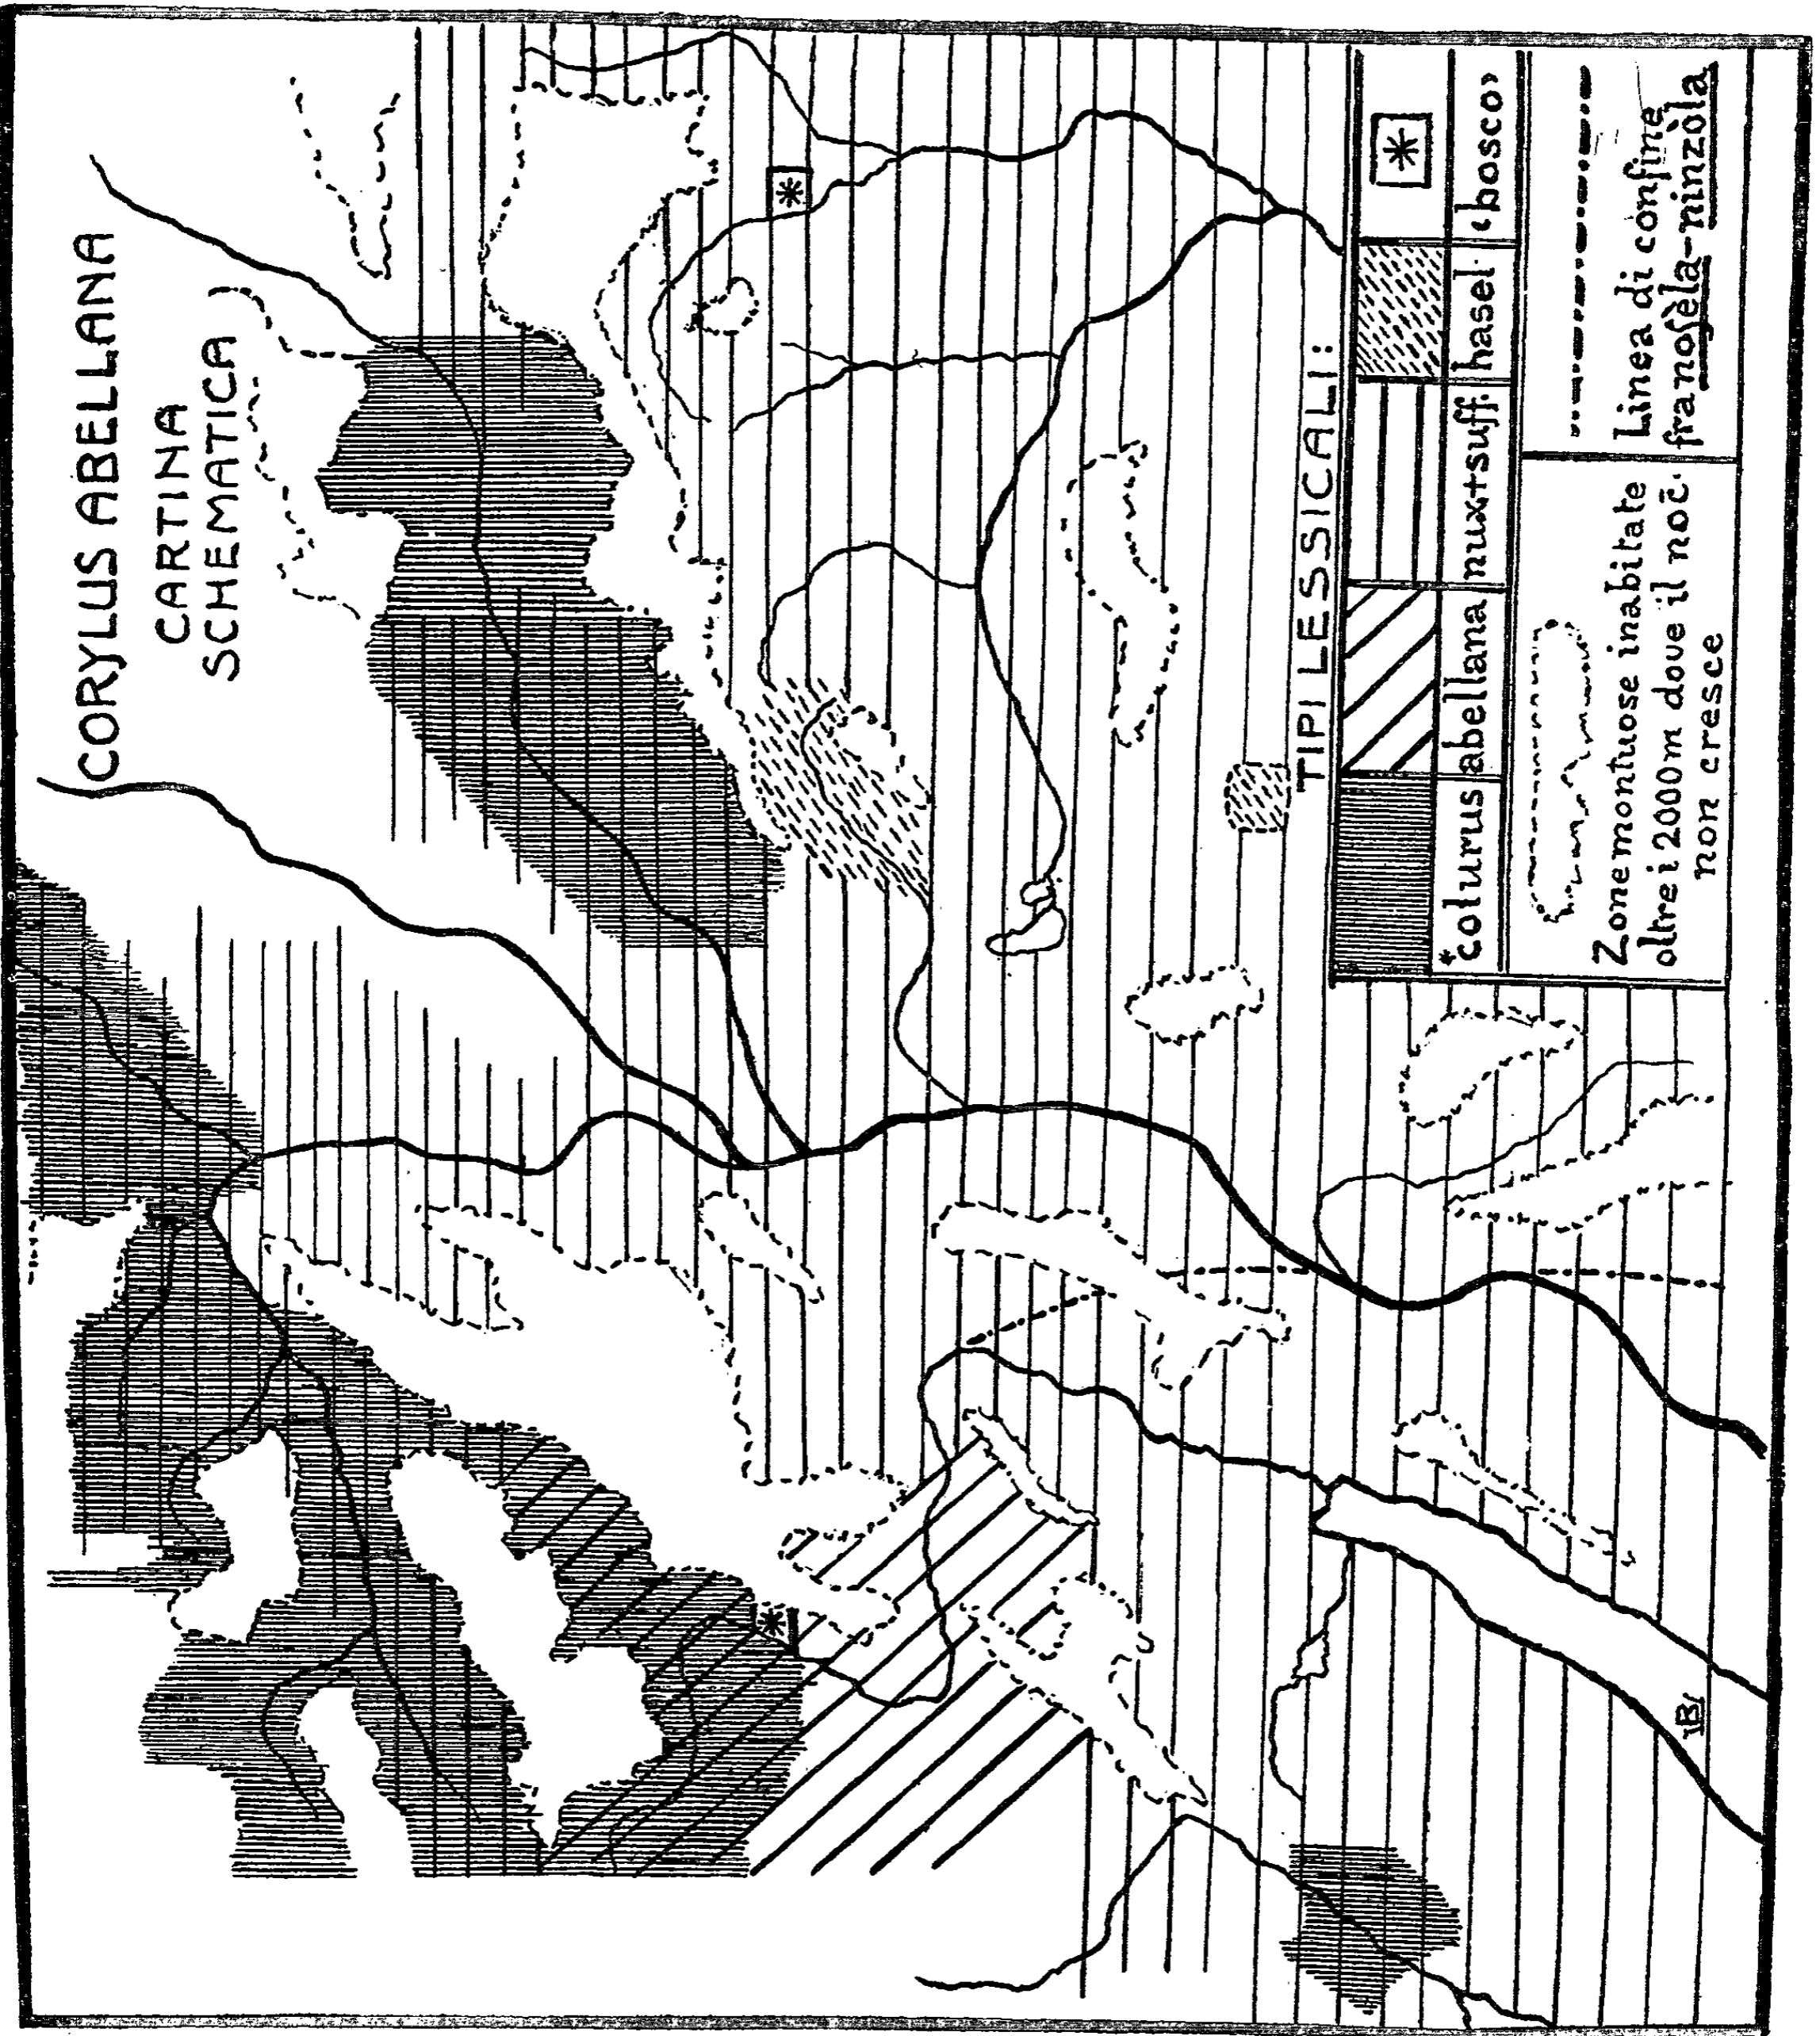 CORYLUS ABELLANA
CARTINA
SCHEMATICA
TIPI LESSICALI:
*colurus
abellana
nux+suff.
hasel
‹bosco›
Zone montuose inabitate
oltre i 2000m dove il noc.
non cresce
Linea di confine
franosèla-ninzòla
B